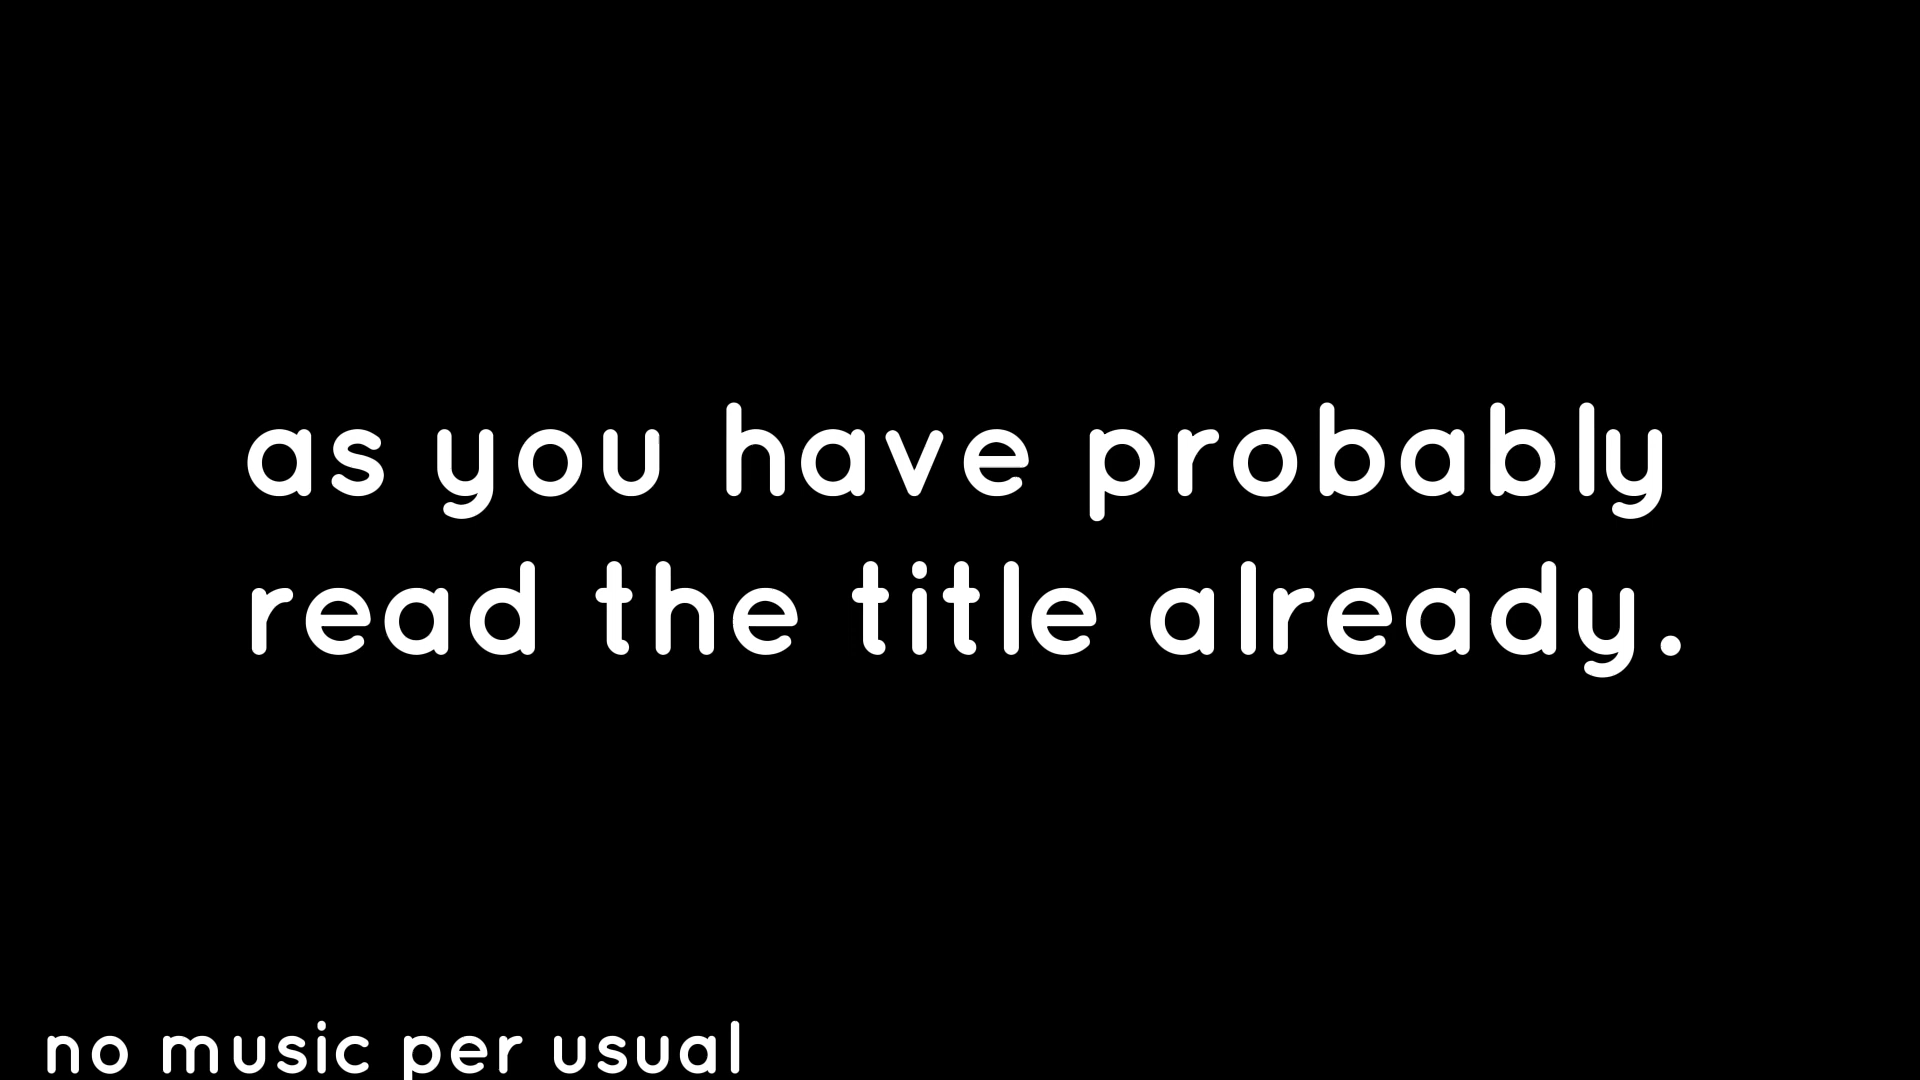 as you have probably
read the title already.
no music per usual